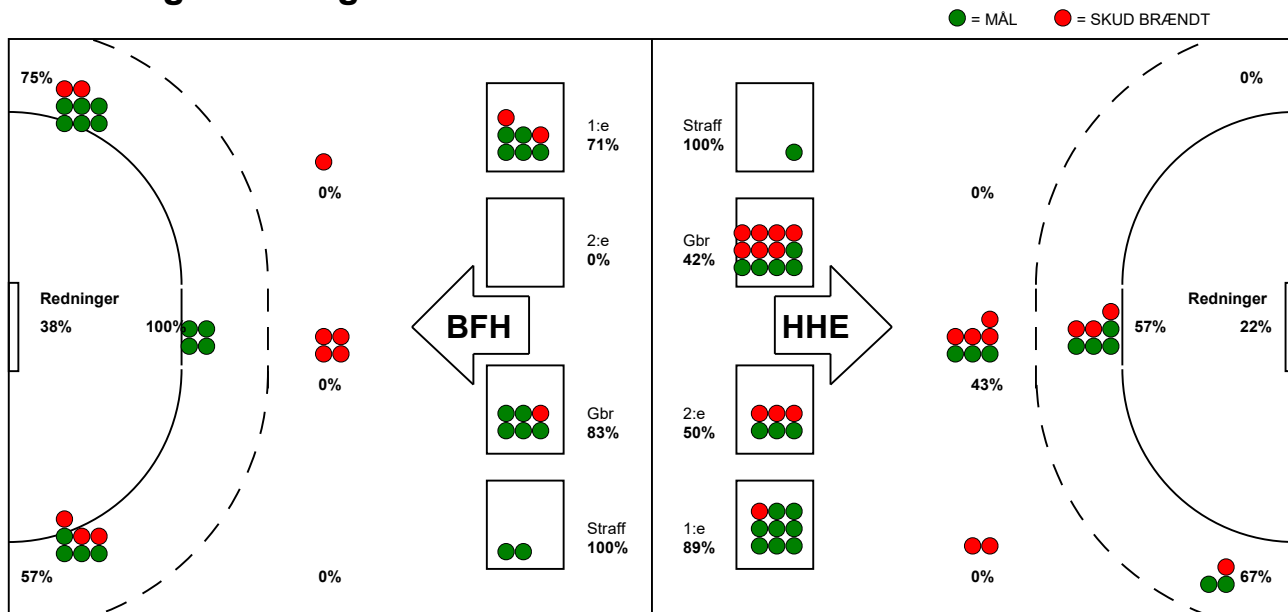 = MÅL = SKUD BRÆNDT
75%
0%
1:e
71%
Straff
100%
0%
0%
2:e
0%
Gbr
42%
Redninger
38%
100%
BFH
HHE
57%
Redninger
22%
0%
43%
Gbr
83%
2:e
50%
Straff
100%
1:e
89%
57%
0%
0%
67%